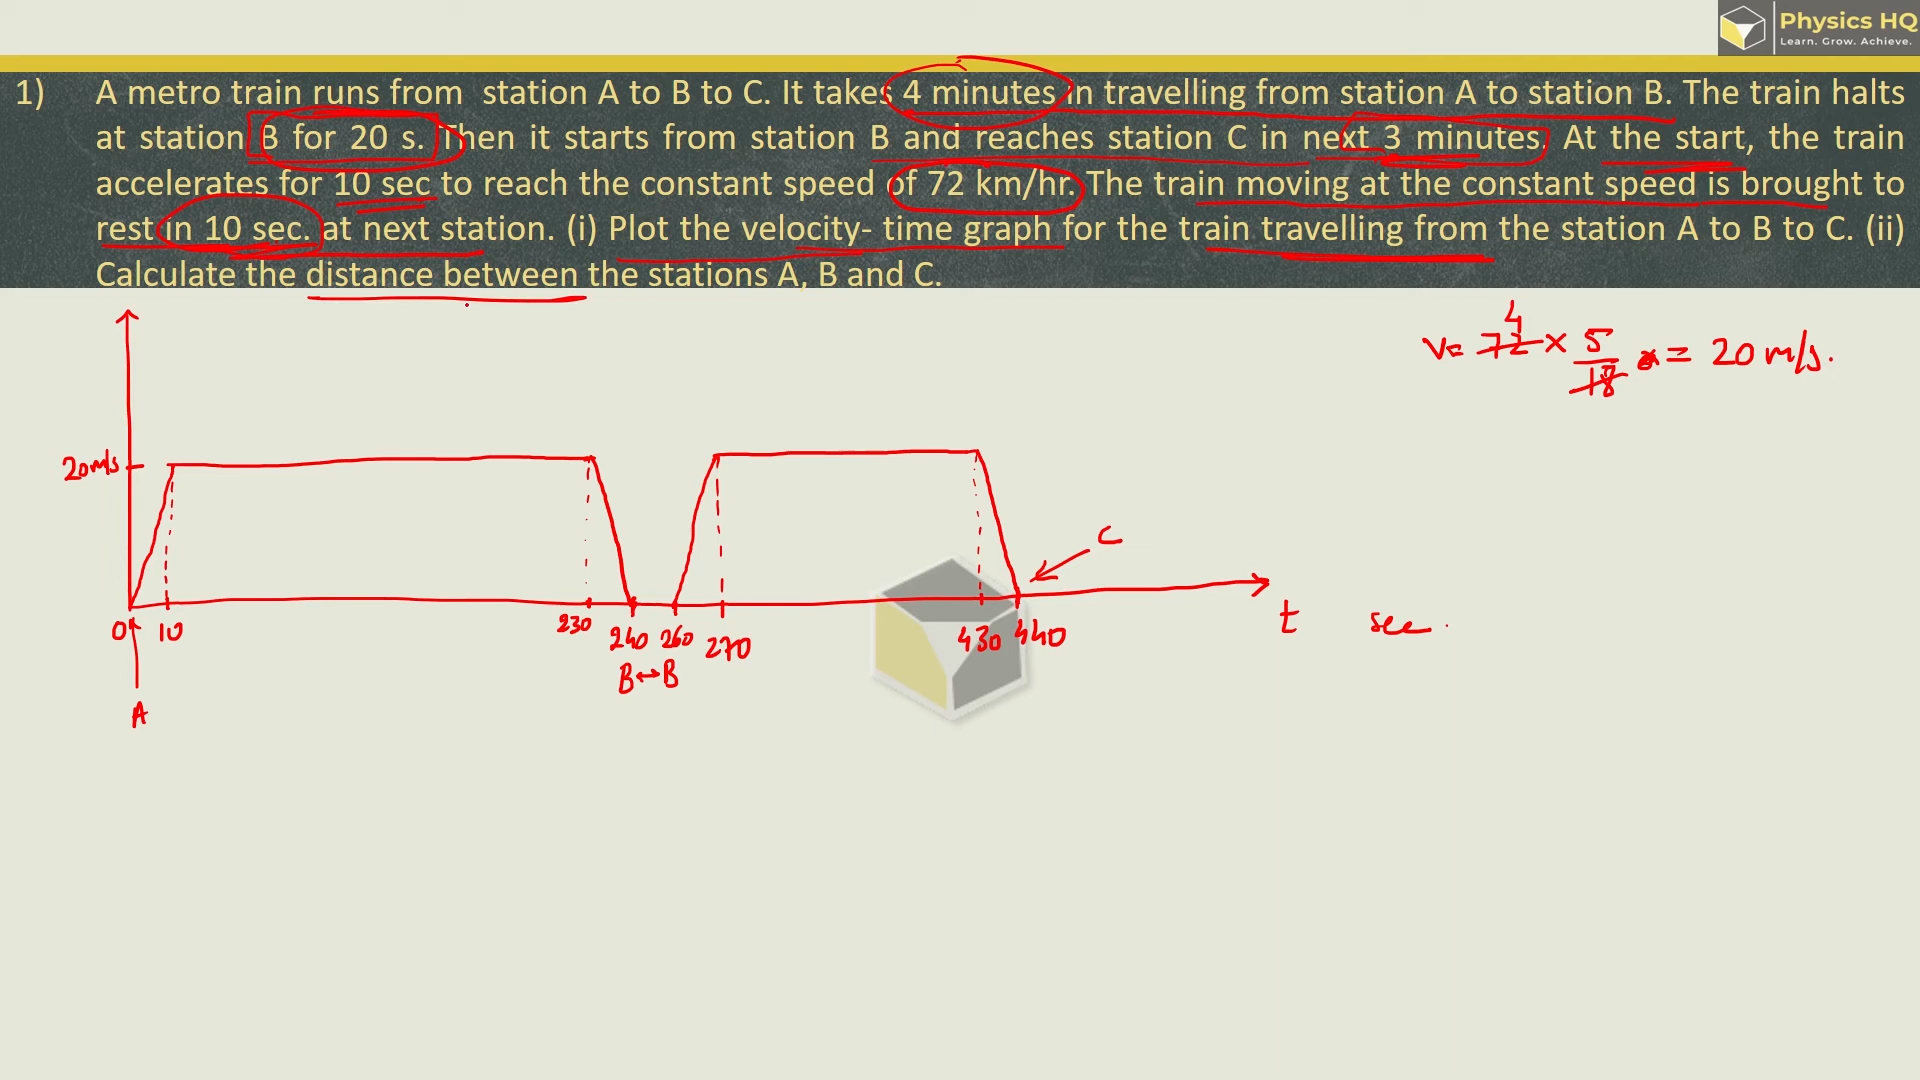 Physics HQ
Learn. Grow. Achieve.
1) A metro train runs from station A to B to C. It takes 4 minutes in travelling from station A to station B. The train halts
at station B for 20 s. Then it starts from station B and reaches station C in next 3 minutes. At the start, the train
accelerates for 10 sec to reach the constant speed of 72 km/hr. The train moving at the constant speed is brought to
rest in 10 sec. at next station. (i) Plot the velocity- time graph for the train travelling from the station A to B to C. (ii)
Calculate the distance between the stations A, B and C.
4
v= 72 × 5/18 = 20 m/s.
20 m/s
C
0 10 230 240 260 270 430 440 t sec.
B↔B
A